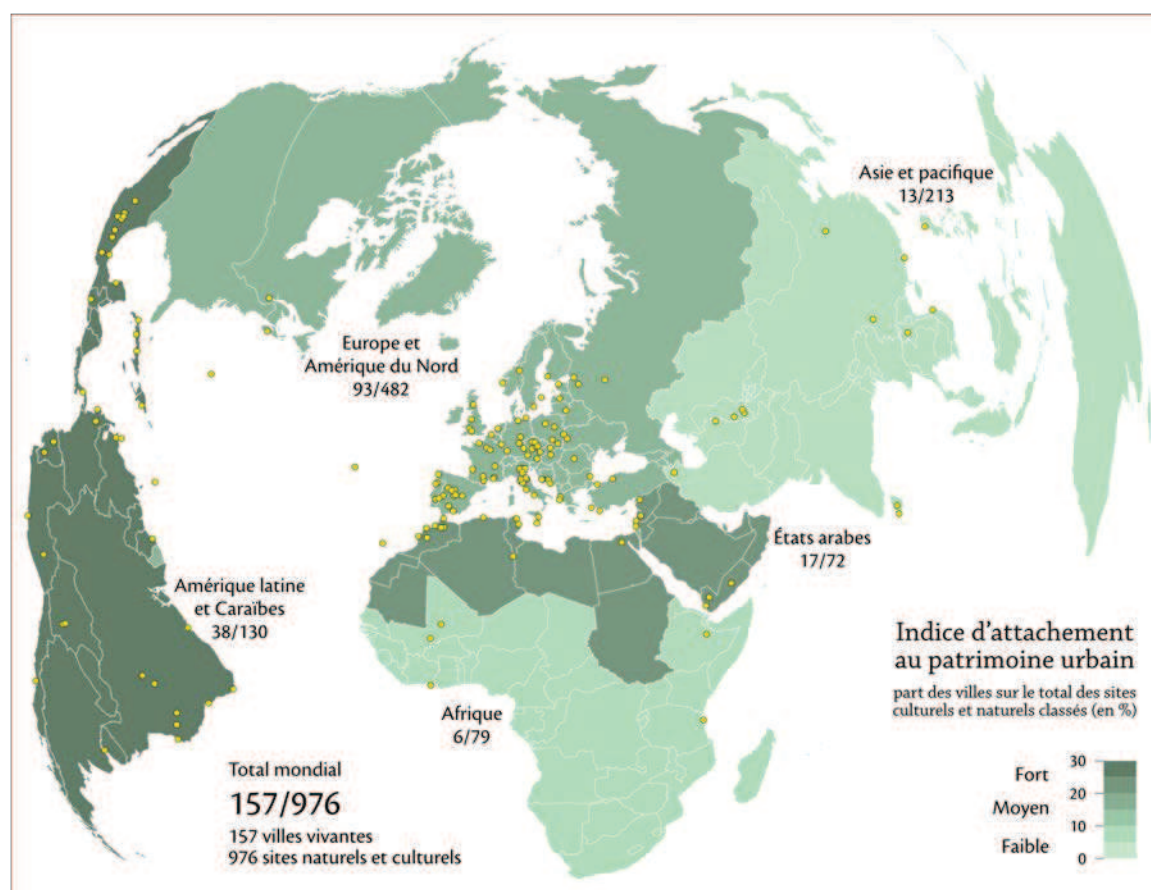 Asie et pacifique
13/213
Europe et
Amérique du Nord
93/482
États arabes
17/72
Amérique latine
et Caraïbes
38/130
Afrique
6/79
Total mondial
157/976
157 villes vivantes
976 sites naturels et culturels
Indice d'attachement
au patrimoine urbain
part des villes sur le total des sites
culturels et naturels classés (en %)
Fort
Moyen
Faible
30
20
10
0